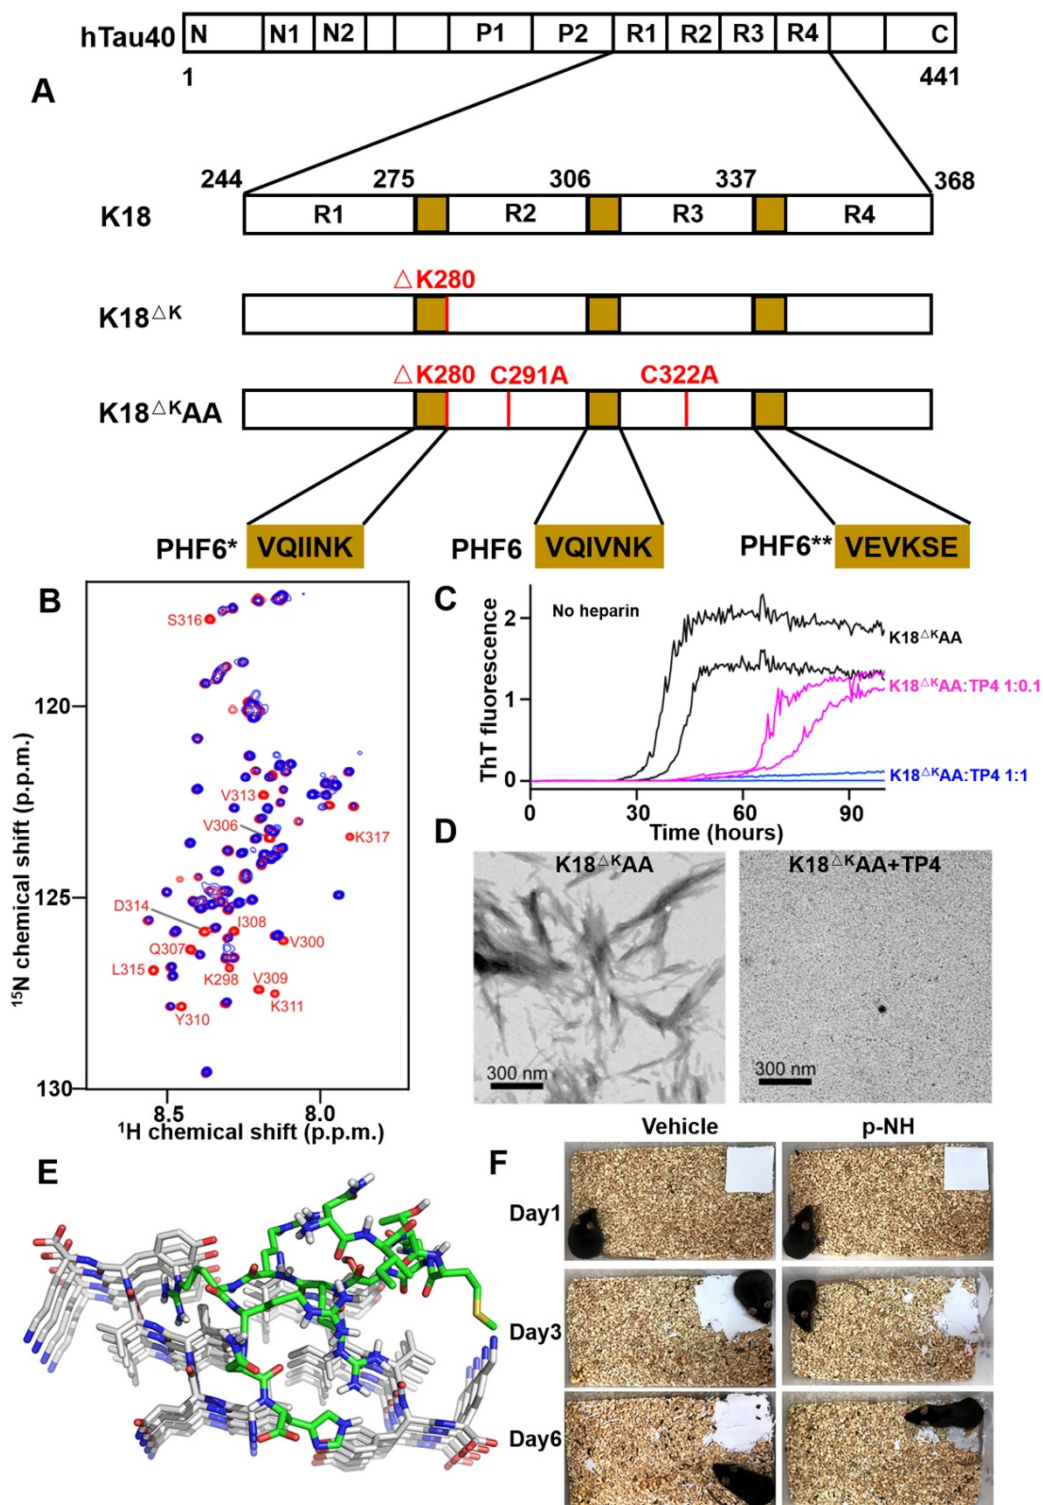 hTau40 N N1 N2 P1 P2 R1 R2 R3 R4 C
1 441
A
244 275 306 337 368
K18 R1 R2 R3 R4
△K280
K18△K
△K280 C291A C322A
K18△KAA
PHF6* VQIINK PHF6 VQIVNK PHF6** VEVKSE
B
S316
V313
V306
K317
D314
I308
V300
Q307
L315
K298
V309
K311
Y310
120
125
130
8.5 8.0
15N chemical shift (p.p.m.)
1H chemical shift (p.p.m.)
C
No heparin
K18△KAA
K18△KAA:TP4 1:0.1
K18△KAA:TP4 1:1
ThT fluorescence
2
1
0
0 30 60 90
Time (hours)
D
K18△KAA K18△KAA+TP4
300 nm 300 nm
E
F
Vehicle p-NH
Day1
Day3
Day6